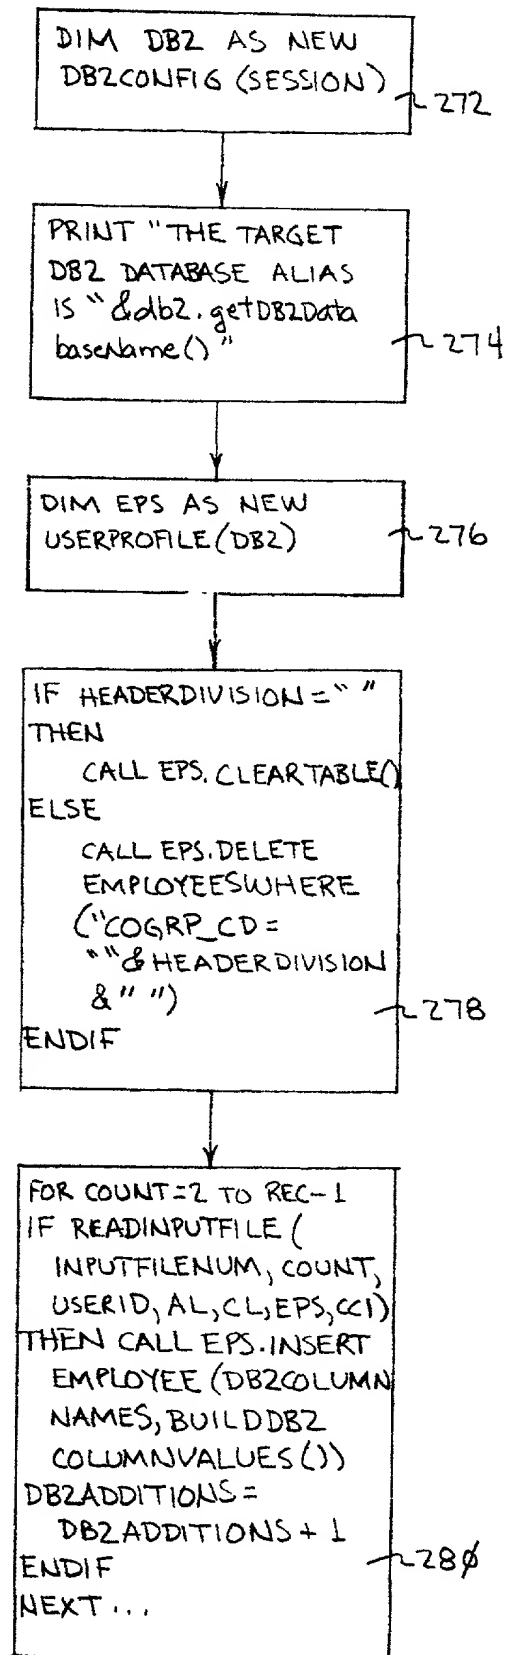 DIM DB2 AS NEW
DB2CONFIG (SESSION)
272
PRINT "THE TARGET
DB2 DATABASE ALIAS
IS " &db2.getDB2Data
baseName()"
274
DIM EPS AS NEW
USERPROFILE(DB2)
276
IF HEADERDIVISION=" "
THEN
CALL EPS.CLEARTABLE()
ELSE
CALL EPS.DELETE
EMPLOYEESWHERE
("COGRP_CD=
""& HEADERDIVISION
&" ")
278
ENDIF
FOR COUNT=2 TO REC-1
IF READINPUTFILE(
INPUTFILENUM, COUNT,
USERID, AL, CL, EPS, CC1)
THEN CALL EPS.INSERT
EMPLOYEE (DB2COLUMN
NAMES, BUILDDB2
COLUMNVALUES())
DB2ADDITIONS=
DB2ADDITIONS+1
ENDIF
280
NEXT...